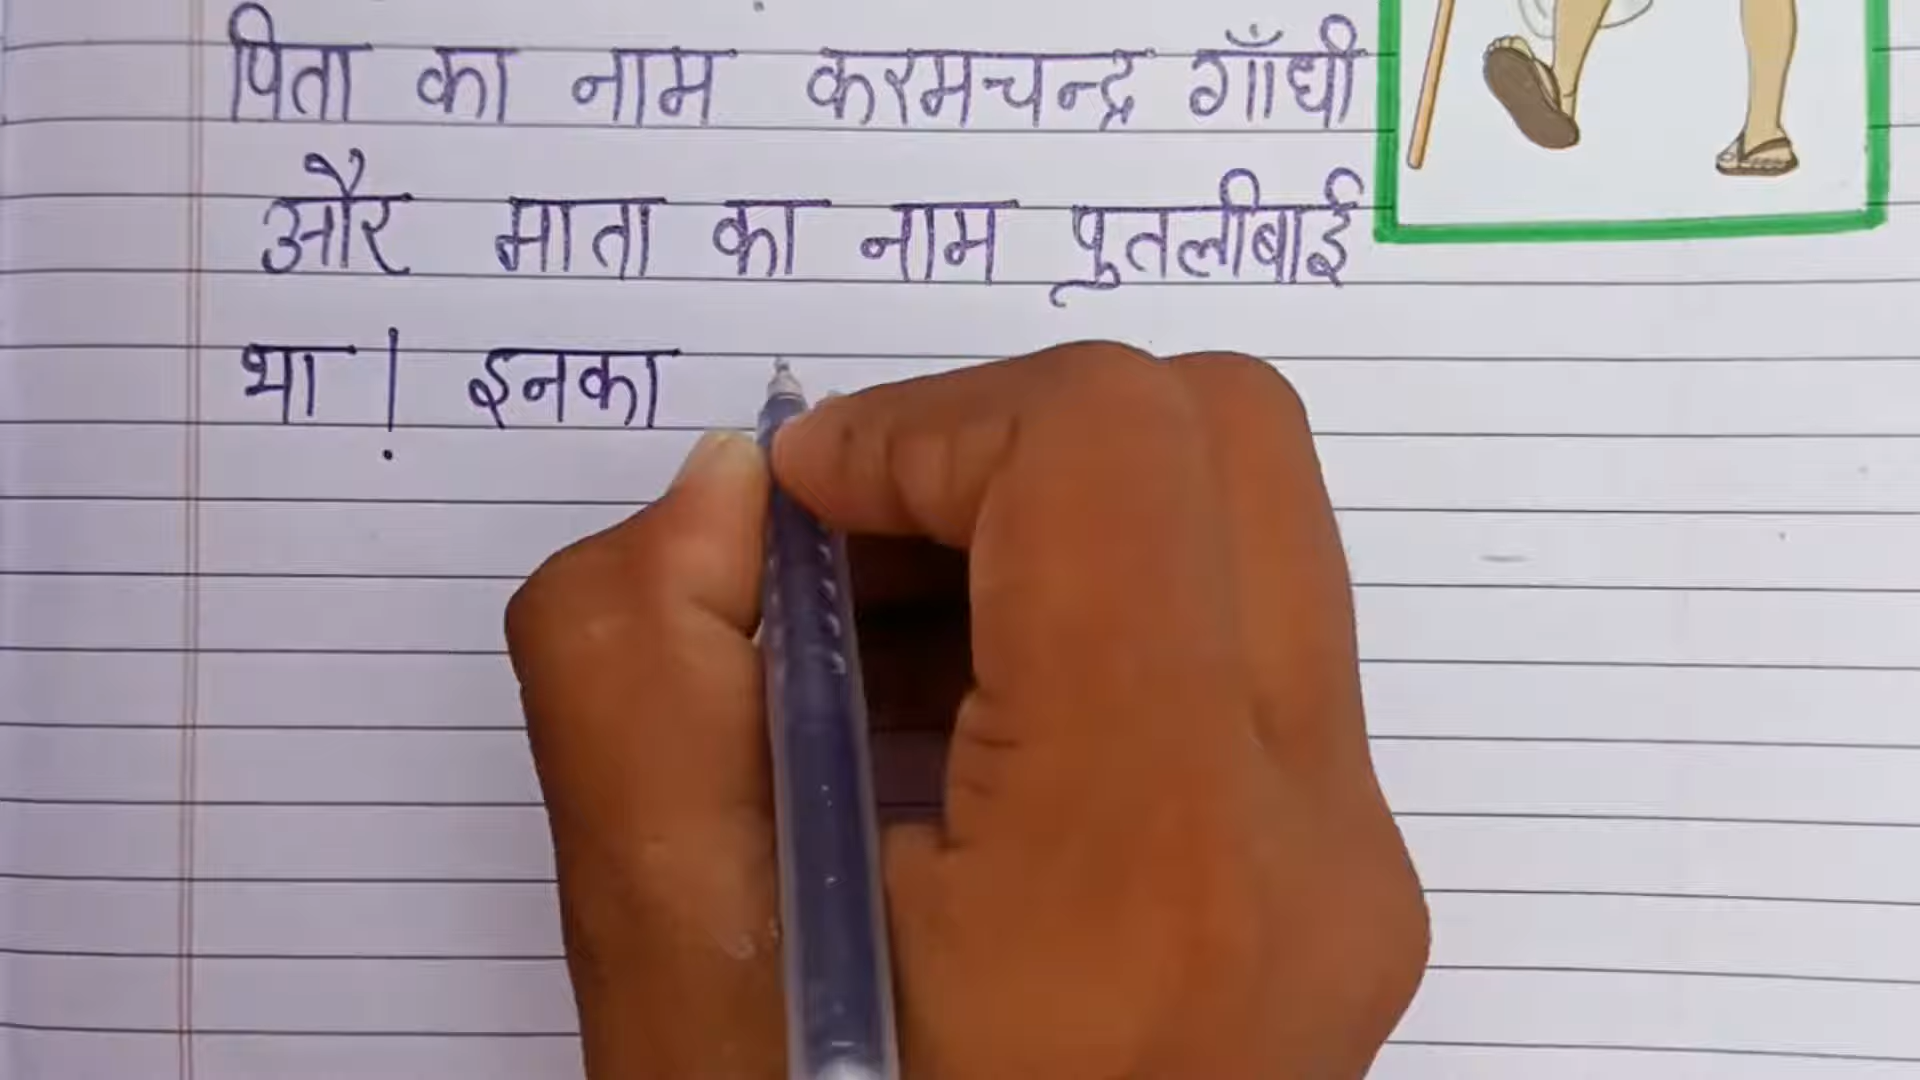 पिता का नाम करमचन्द्र गाँधी
और माता का नाम पुतलीबाई
था। इनका